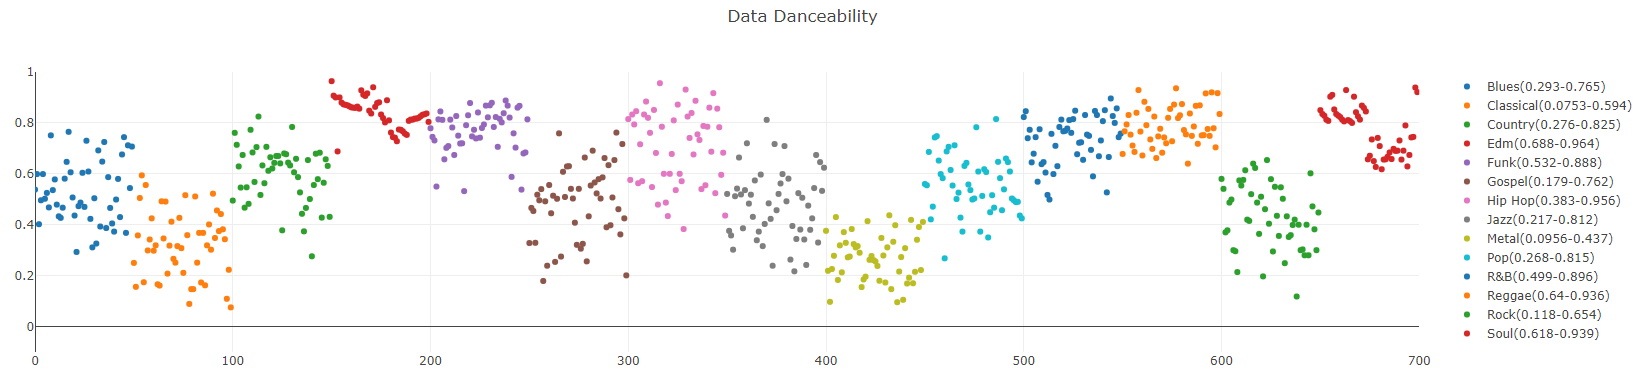 Data Danceability
1
0.8
0.6
0.4
0.2
0
0
100
200
300
400
500
600
700
Blues(0.293-0.765)
Classical(0.0753-0.594)
Country(0.276-0.825)
Edm(0.688-0.964)
Funk(0.532-0.888)
Gospel(0.179-0.762)
Hip Hop(0.383-0.956)
Jazz(0.217-0.812)
Metal(0.0956-0.437)
Pop(0.268-0.815)
R&B(0.499-0.896)
Reggae(0.64-0.936)
Rock(0.118-0.654)
Soul(0.618-0.939)